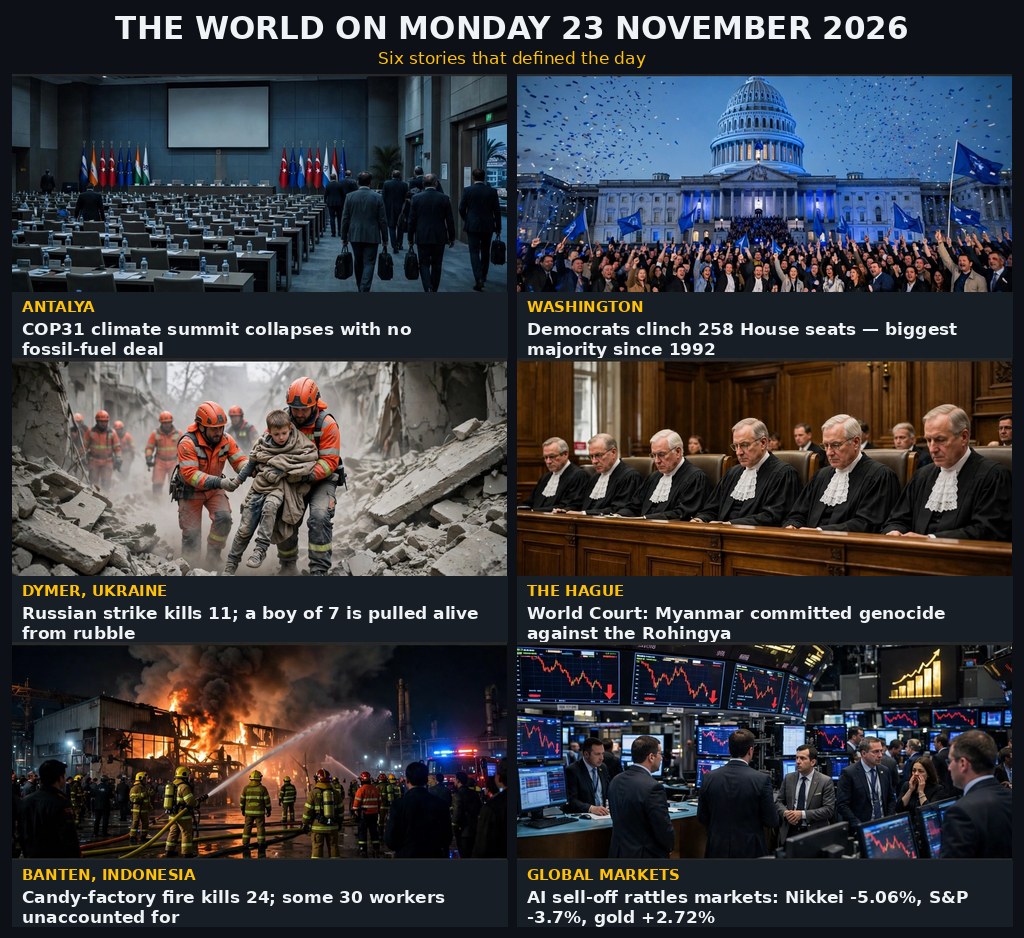 THE WORLD ON MONDAY 23 NOVEMBER 2026
Six stories that defined the day
ANTALYA
COP31 climate summit collapses with no
fossil-fuel deal
WASHINGTON
Democrats clinch 258 House seats — biggest
majority since 1992
DYMER, UKRAINE
Russian strike kills 11; a boy of 7 is pulled alive
from rubble
THE HAGUE
World Court: Myanmar committed genocide
against the Rohingya
BANTEN, INDONESIA
Candy-factory fire kills 24; some 30 workers
unaccounted for
GLOBAL MARKETS
AI sell-off rattles markets: Nikkei -5.06%, S&P
-3.7%, gold +2.72%